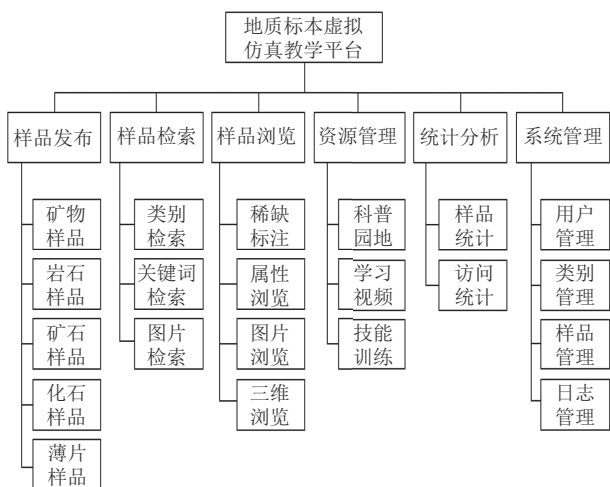 地质标本虚拟
仿真教学平台
样品发布
样品检索
样品浏览
资源管理
统计分析
系统管理
矿物
样品
岩石
样品
矿石
样品
化石
样品
薄片
样品
类别
检索
关键词
检索
图片
检索
稀缺
标注
属性
浏览
图片
浏览
三维
浏览
科普
园地
学习
视频
技能
训练
样品
统计
访问
统计
用户
管理
类别
管理
样品
管理
日志
管理